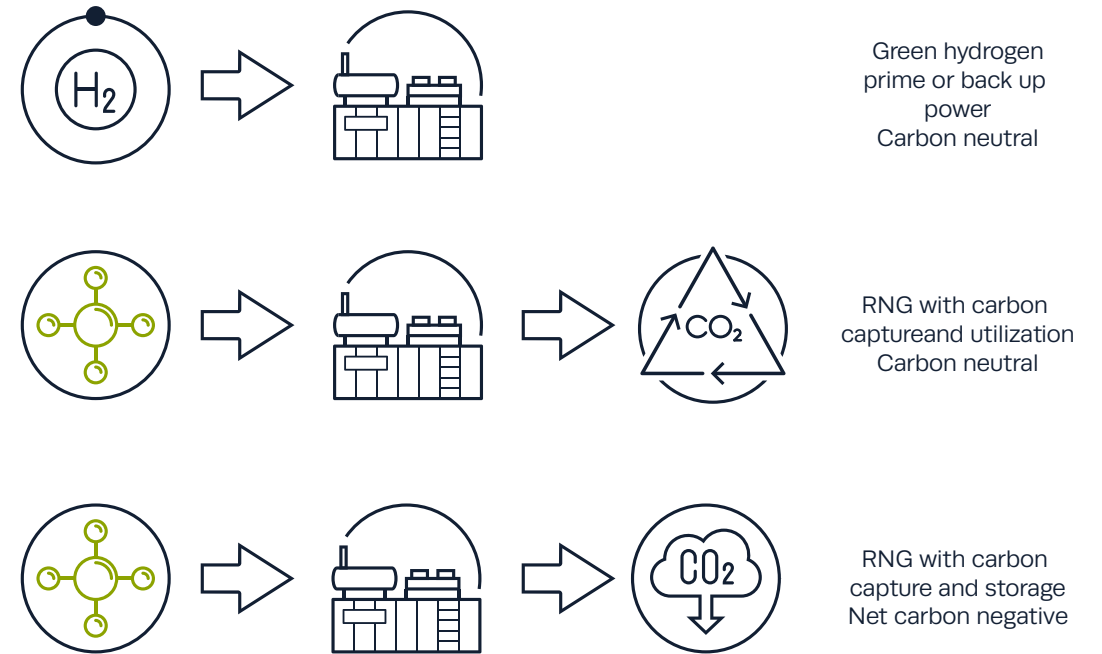 H₂
Green hydrogen
prime or back up
power
Carbon neutral
CO₂
RNG with carbon
captureand utilization
Carbon neutral
CO₂
RNG with carbon
capture and storage
Net carbon negative